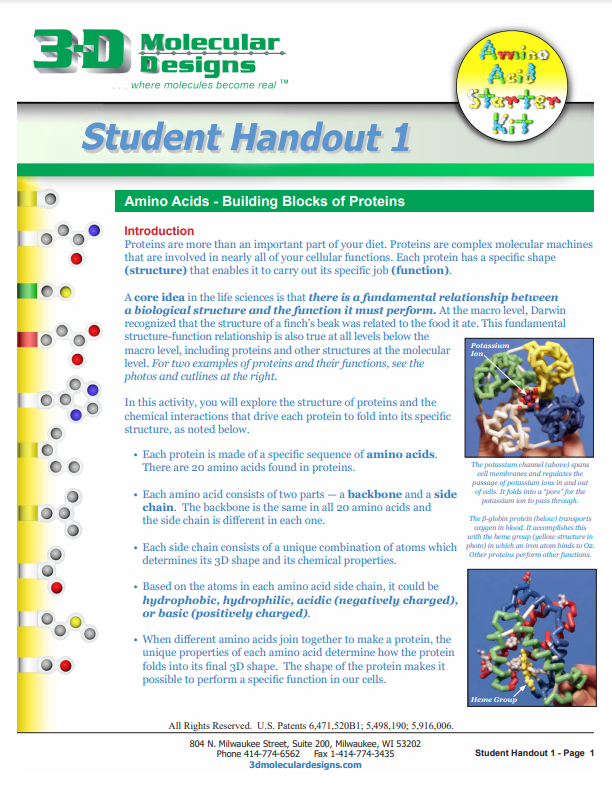 3-D Molecular
Designs
. . . where molecules become real ™
Amino
Acid
Starter
Kit
Student Handout 1
Amino Acids - Building Blocks of Proteins
Introduction
Proteins are more than an important part of your diet. Proteins are complex molecular machines
that are involved in nearly all of your cellular functions. Each protein has a specific shape
(structure) that enables it to carry out its specific job (function).
A core idea in the life sciences is that there is a fundamental relationship between
a biological structure and the function it must perform. At the macro level, Darwin
recognized that the structure of a finch's beak was related to the food it ate. This fundamental
structure-function relationship is also true at all levels below the
macro level, including proteins and other structures at the molecular
level. For two examples of proteins and their functions, see the
photos and cutlines at the right.
In this activity, you will explore the structure of proteins and the
chemical interactions that drive each protein to fold into its specific
structure, as noted below.
• Each protein is made of a specific sequence of amino acids.
There are 20 amino acids found in proteins.
• Each amino acid consists of two parts — a backbone and a side
chain. The backbone is the same in all 20 amino acids and
the side chain is different in each one.
• Each side chain consists of a unique combination of atoms which
determines its 3D shape and its chemical properties.
• Based on the atoms in each amino acid side chain, it could be
hydrophobic, hydrophilic, acidic (negatively charged),
or basic (positively charged).
• When different amino acids join together to make a protein, the
unique properties of each amino acid determine how the protein
folds into its final 3D shape. The shape of the protein makes it
possible to perform a specific function in our cells.
Potassium
Ion
The potassium channel (above) spans
cell membranes and regulates the
passage of potassium ions in and out
of cells. It folds into a "pore" for the
potassium ion to pass through.
The β-globin protein (below) transports
oxygen in blood. It accomplishes this
with the heme group (yellow structure in
photo) in which an iron atom binds to O2.
Other proteins perform other functions.
Heme Group
All Rights Reserved. U.S. Patents 6,471,520B1; 5,498,190; 5,916,006.
804 N. Milwaukee Street, Suite 200, Milwaukee, WI 53202
Phone 414-774-6562 Fax 1-414-774-3435
3dmoleculardesigns.com
Student Handout 1 - Page 1